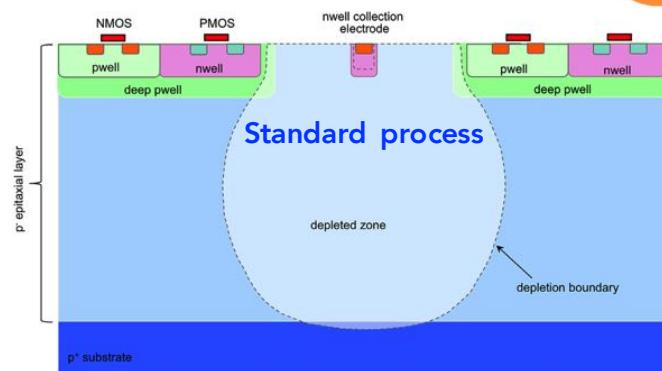 NMOS
PMOS
nwell collection
electrode
pwell
nwell
pwell
nwell
deep pwell
deep pwell
Standard process
p⁻ epitaxial layer
depleted zone
depletion boundary
p⁺ substrate